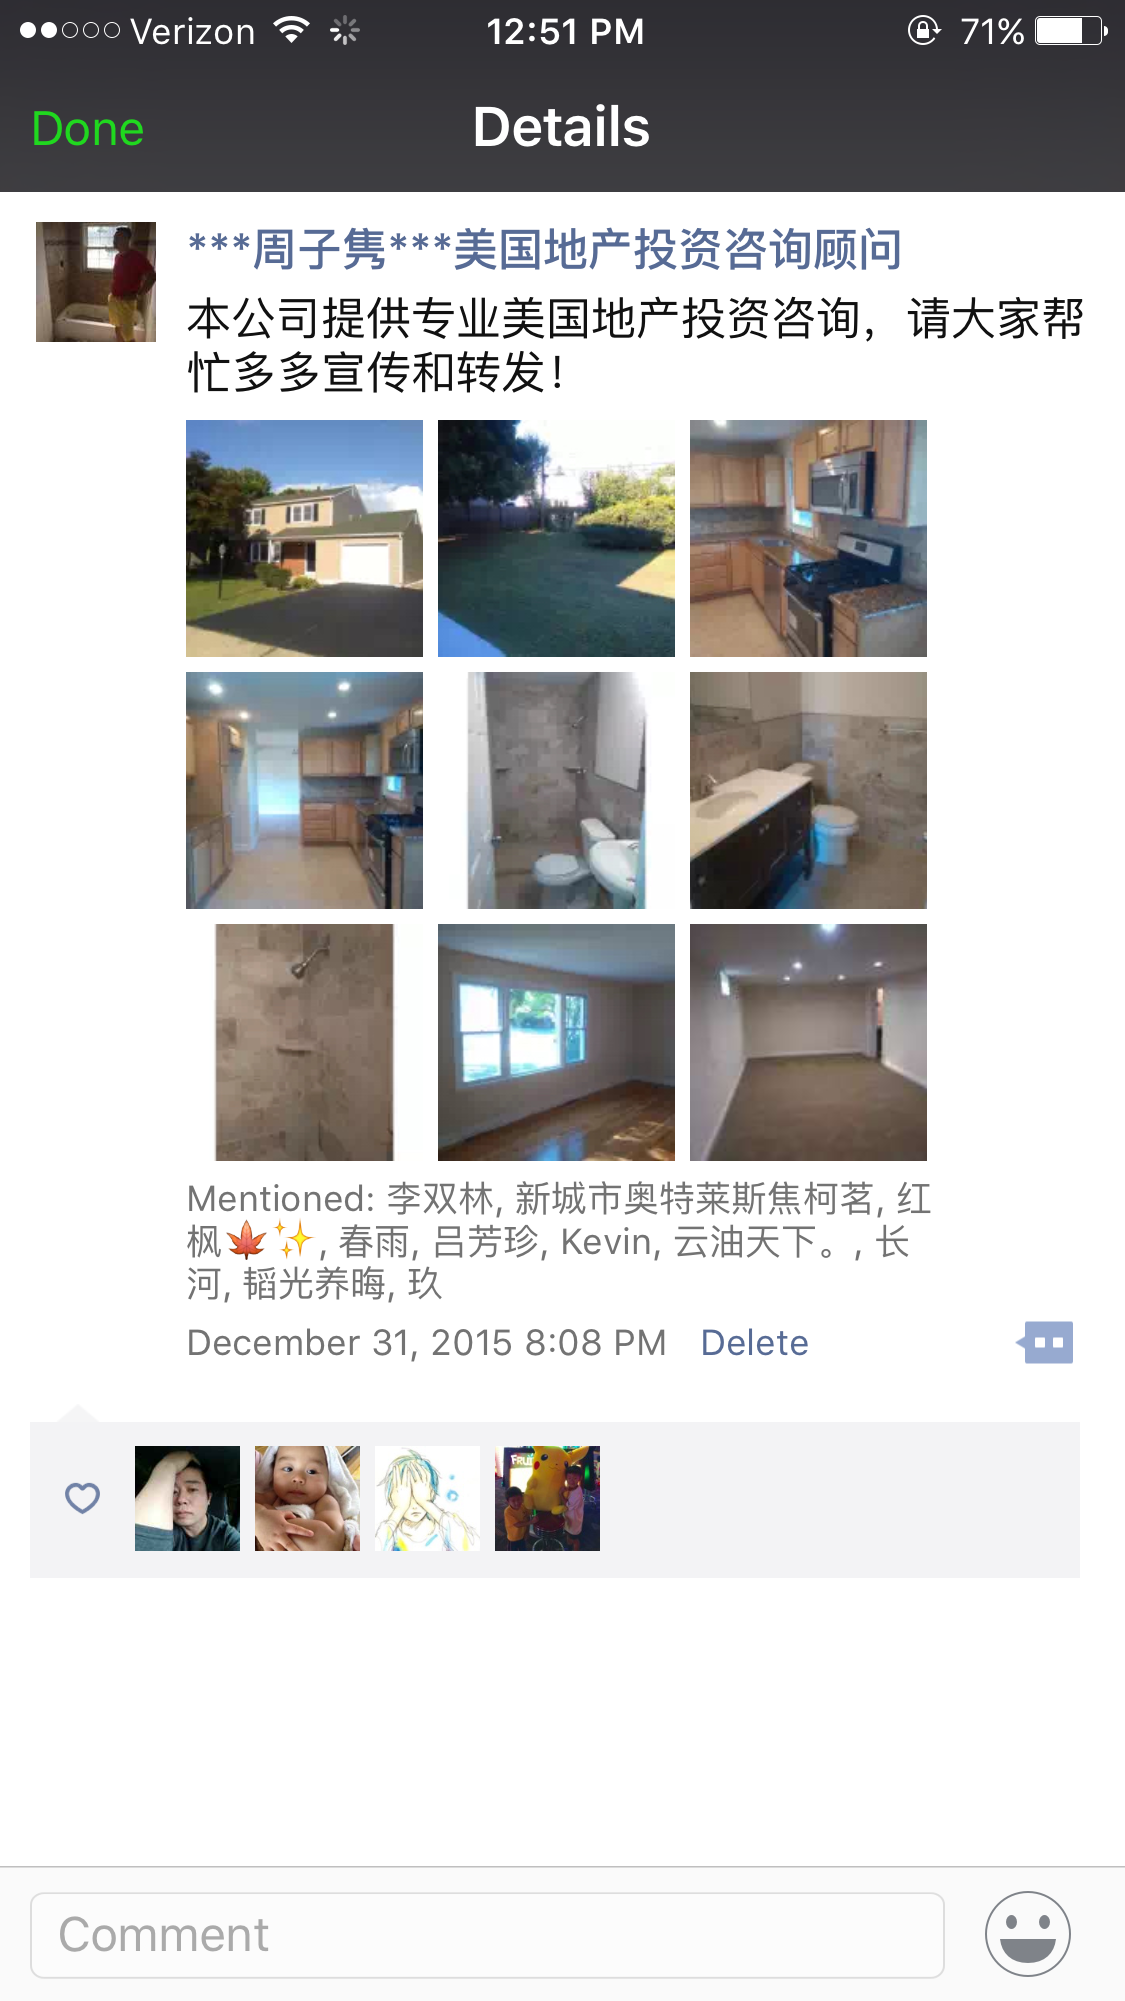 Verizon 12:51 PM 71%
Done Details
***周子隽***美国地产投资咨询顾问
本公司提供专业美国地产投资咨询，请大家帮
忙多多宣传和转发！
Mentioned: 李双林, 新城市奥特莱斯焦柯茗, 红
枫🍁✨, 春雨, 吕芳珍, Kevin, 云油天下。, 长
河, 韬光养晦, 玖
December 31, 2015 8:08 PM Delete
FRU
Comment